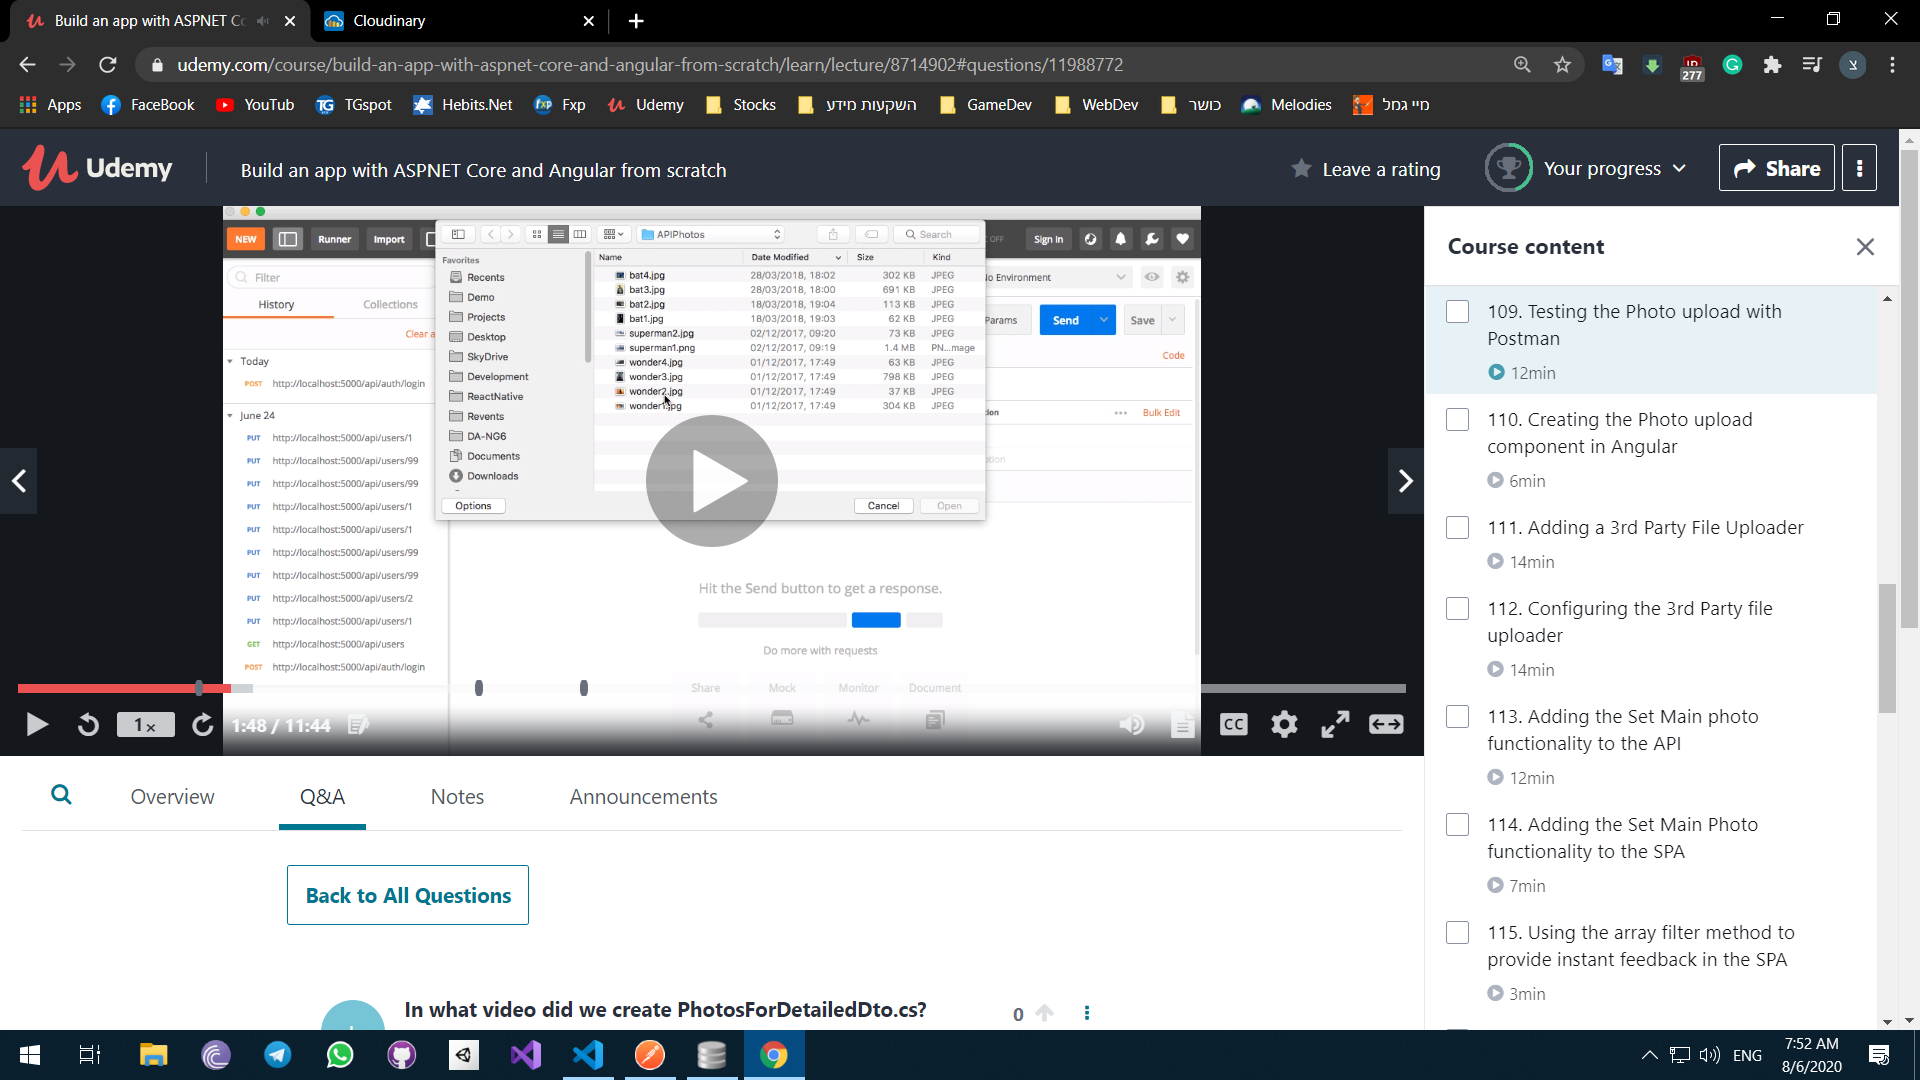 Build an app with ASPNET Co
Cloudinary
udemy.com/course/build-an-app-with-aspnet-core-and-angular-from-scratch/learn/lecture/8714902#questions/11988772
277
צ
Apps FaceBook YouTube TGspot Hebits.Net Fxp Udemy Stocks השקעות מידע GameDev WebDev כושר Melodies מיי גמל
Udemy
Build an app with ASPNET Core and Angular from scratch
Leave a rating
Your progress
Share
NEW Runner Import
APIPhotos
Search
OFF
Sign In
Filter
History Collections
Clear a
Favorites
Recents
Demo
Projects
Desktop
SkyDrive
Development
ReactNative
Revents
DA-NG6
Documents
Downloads
Name Date Modified Size Kind
bat4.jpg 28/03/2018, 18:02 302 KB JPEG
bat3.jpg 28/03/2018, 18:00 691 KB JPEG
bat2.jpg 18/03/2018, 19:04 113 KB JPEG
bat1.jpg 18/03/2018, 19:03 62 KB JPEG
superman2.jpg 02/12/2017, 09:20 73 KB JPEG
superman1.png 02/12/2017, 09:19 1.4 MB PN...mage
wonder4.jpg 01/12/2017, 17:49 63 KB JPEG
wonder3.jpg 01/12/2017, 17:49 798 KB JPEG
wonder2.jpg 01/12/2017, 17:49 37 KB JPEG
wonder1.jpg 01/12/2017, 17:49 304 KB JPEG
Options
Cancel
Open
o Environment
Params
Send
Save
Code
Bulk Edit
Today
POST http://localhost:5000/api/auth/login
June 24
PUT http://localhost:5000/api/users/1
PUT http://localhost:5000/api/users/99
PUT http://localhost:5000/api/users/99
PUT http://localhost:5000/api/users/1
PUT http://localhost:5000/api/users/1
PUT http://localhost:5000/api/users/99
PUT http://localhost:5000/api/users/99
PUT http://localhost:5000/api/users/2
PUT http://localhost:5000/api/users/1
GET http://localhost:5000/api/users
POST http://localhost:5000/api/auth/login
Hit the Send button to get a response.
Do more with requests
Share Mock Monitor Document
1x
1:48 / 11:44
CC
Course content
109. Testing the Photo upload with
Postman
12min
110. Creating the Photo upload
component in Angular
6min
111. Adding a 3rd Party File Uploader
14min
112. Configuring the 3rd Party file
uploader
14min
113. Adding the Set Main photo
functionality to the API
12min
114. Adding the Set Main Photo
functionality to the SPA
7min
115. Using the array filter method to
provide instant feedback in the SPA
3min
Overview Q&A Notes Announcements
Back to All Questions
In what video did we create PhotosForDetailedDto.cs?
0
ENG
7:52 AM
8/6/2020